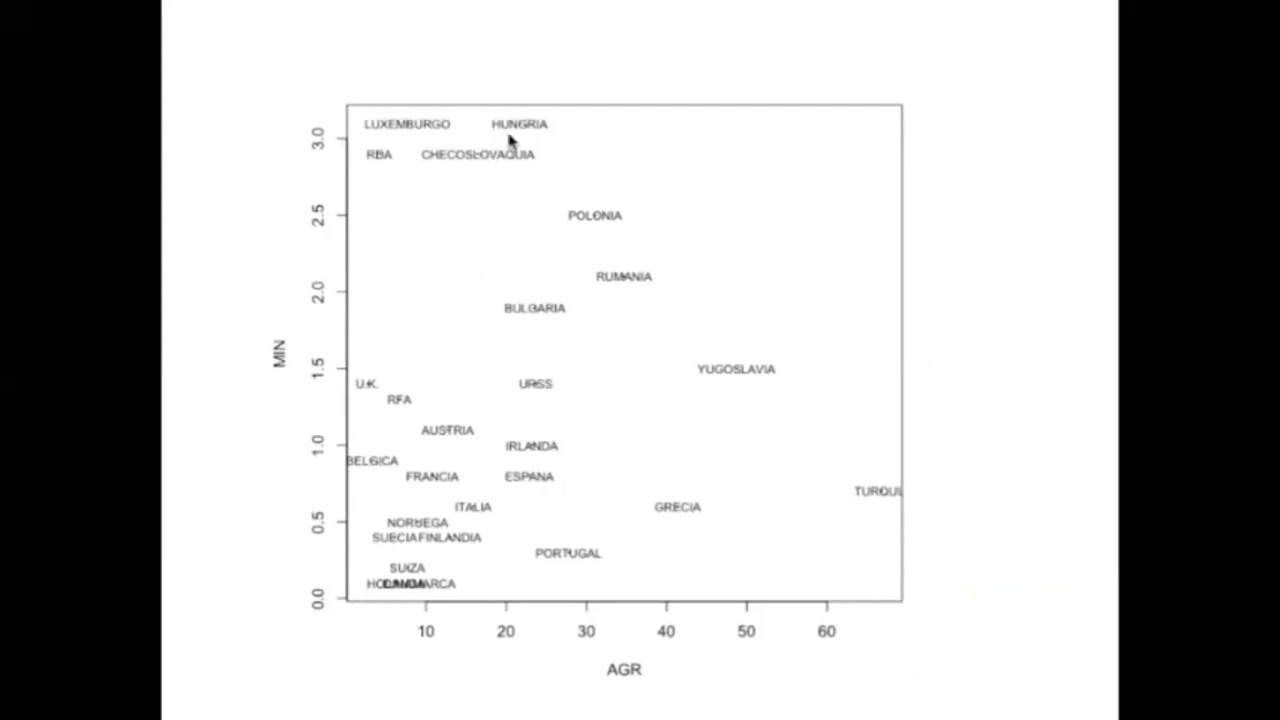 LUXEMBURGO HUNGRIA
3.0
RBA CHECOSLOVAQUIA
2.5 POLONIA
RUMANIA
2.0
BULGARIA
MIN
1.5 YUGOSLAVIA
U.K. URSS
RFA
AUSTRIA
1.0 IRLANDA
BELGICA
FRANCIA ESPANA
TURQUI
ITALIA GRECIA
0.5 NORUEGA
SUECIA FINLANDIA
PORTUGAL
SUIZA
0.0
10 20 30 40 50 60
AGR